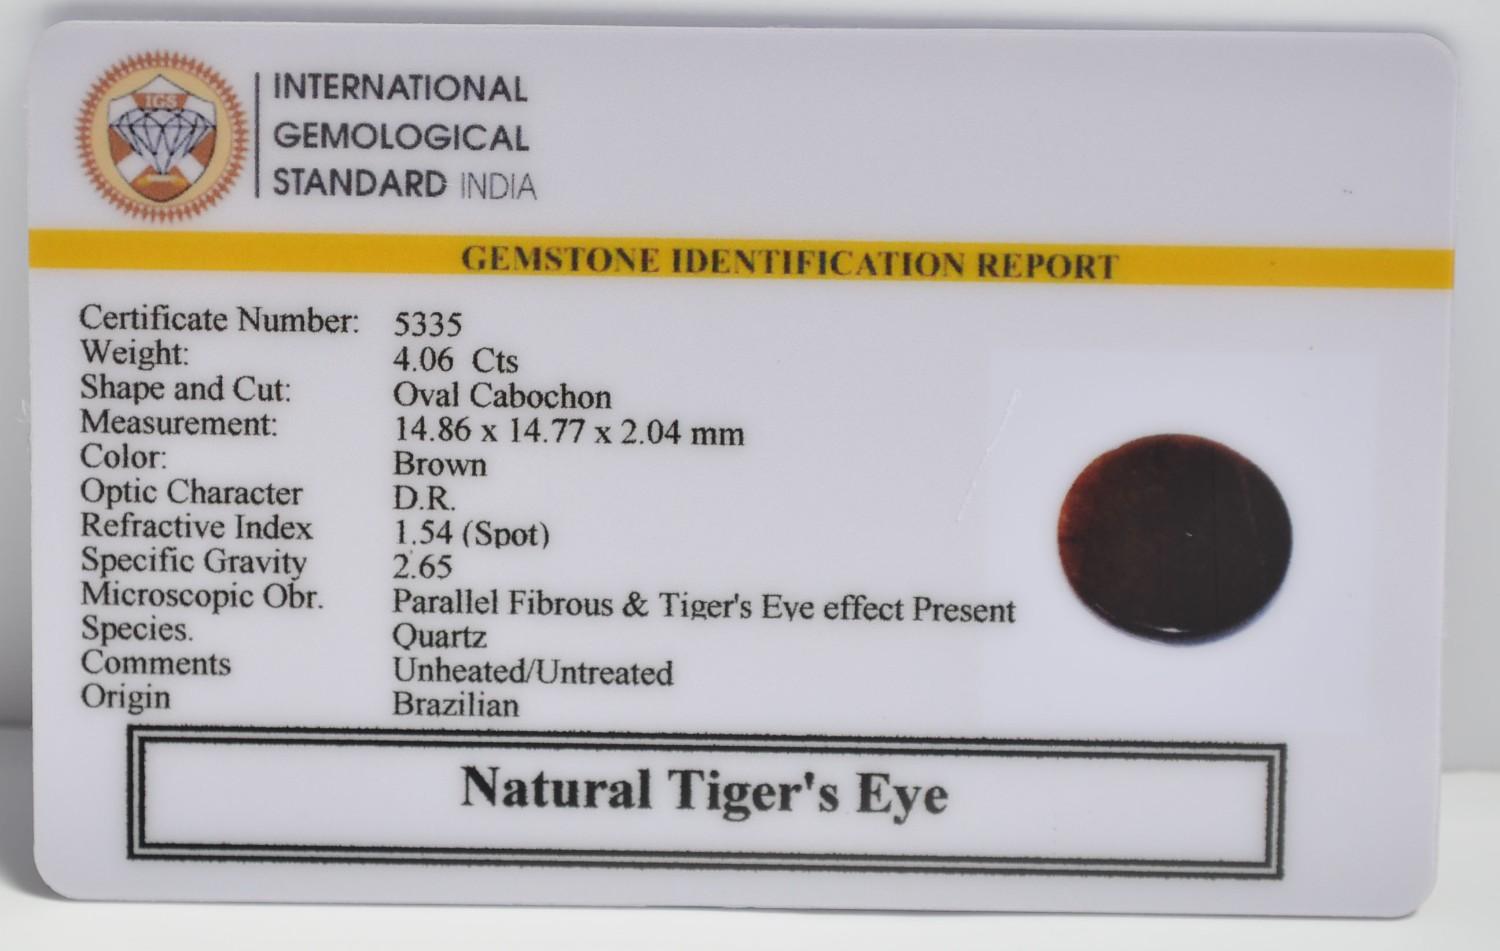 IGS
INTERNATIONAL
GEMOLOGICAL
STANDARD INDIA
GEMSTONE IDENTIFICATION REPORT
Certificate Number: 5335
Weight: 4.06 Cts
Shape and Cut: Oval Cabochon
Measurement: 14.86 x 14.77 x 2.04 mm
Color: Brown
Optic Character D.R.
Refractive Index 1.54 (Spot)
Specific Gravity 2.65
Microscopic Obr. Parallel Fibrous & Tiger's Eye effect Present
Species. Quartz
Comments Unheated/Untreated
Origin Brazilian
Natural Tiger's Eye